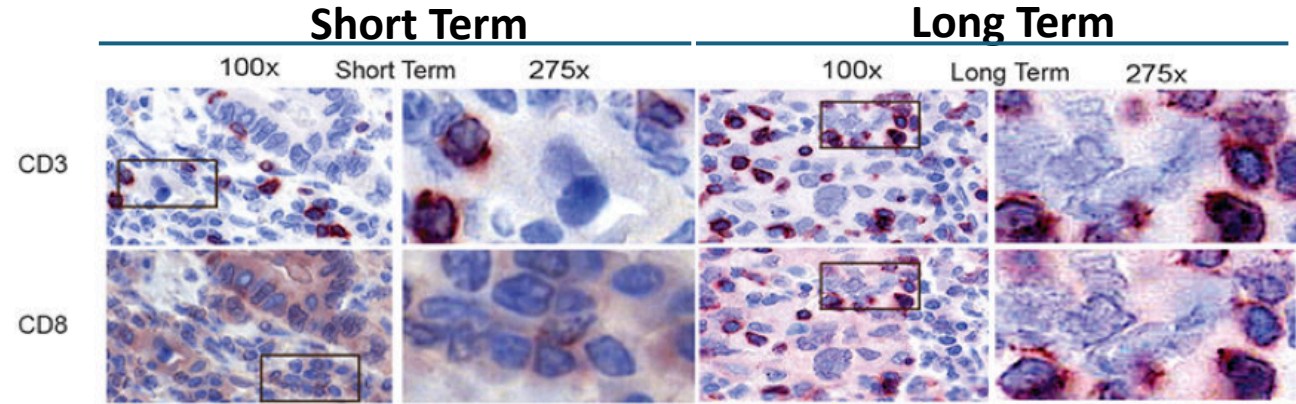 Short Term Long Term
100x Short Term 275x 100x Long Term 275x
CD3
CD8